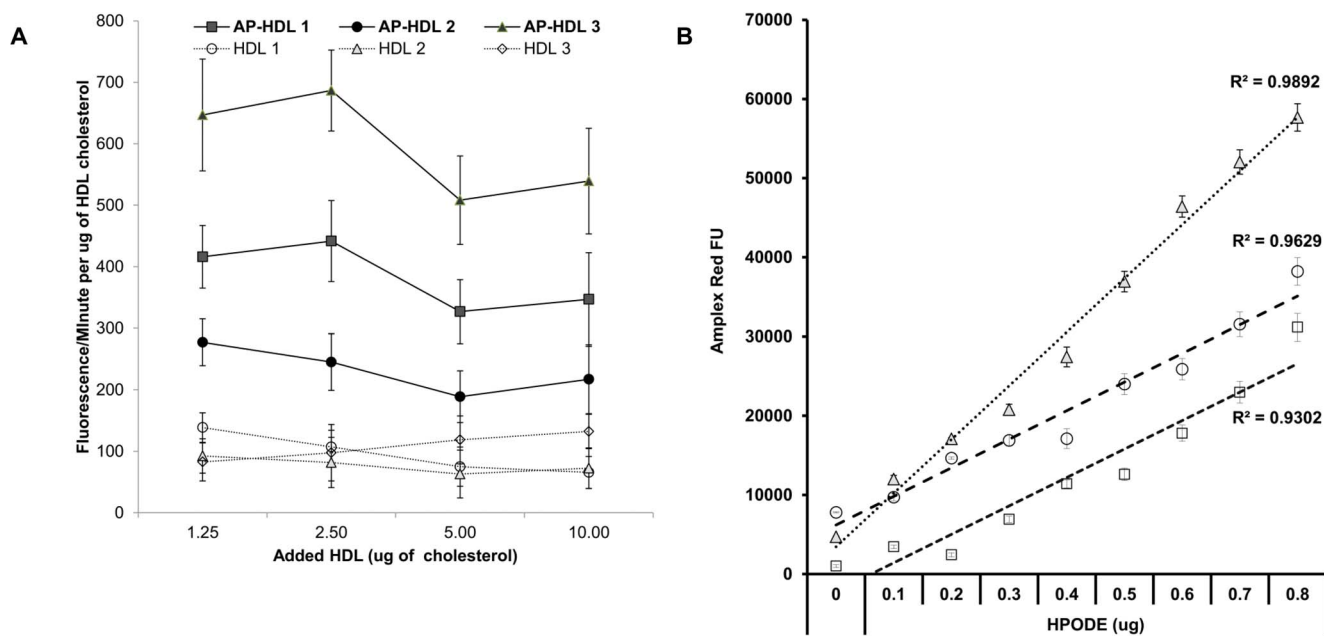 A
AP-HDL 1 AP-HDL 2 AP-HDL 3
HDL 1 HDL 2 HDL 3
Fluorescence/MInute per ug of HDL cholesterol
800
700
600
500
400
300
200
100
0
1.25 2.50 5.00 10.00
Added HDL (ug of cholesterol)
B
Amplex Red FU
70000
60000
50000
40000
30000
20000
10000
0
R² = 0.9892
R² = 0.9629
R² = 0.9302
0 0.1 0.2 0.3 0.4 0.5 0.6 0.7 0.8
HPODE (ug)